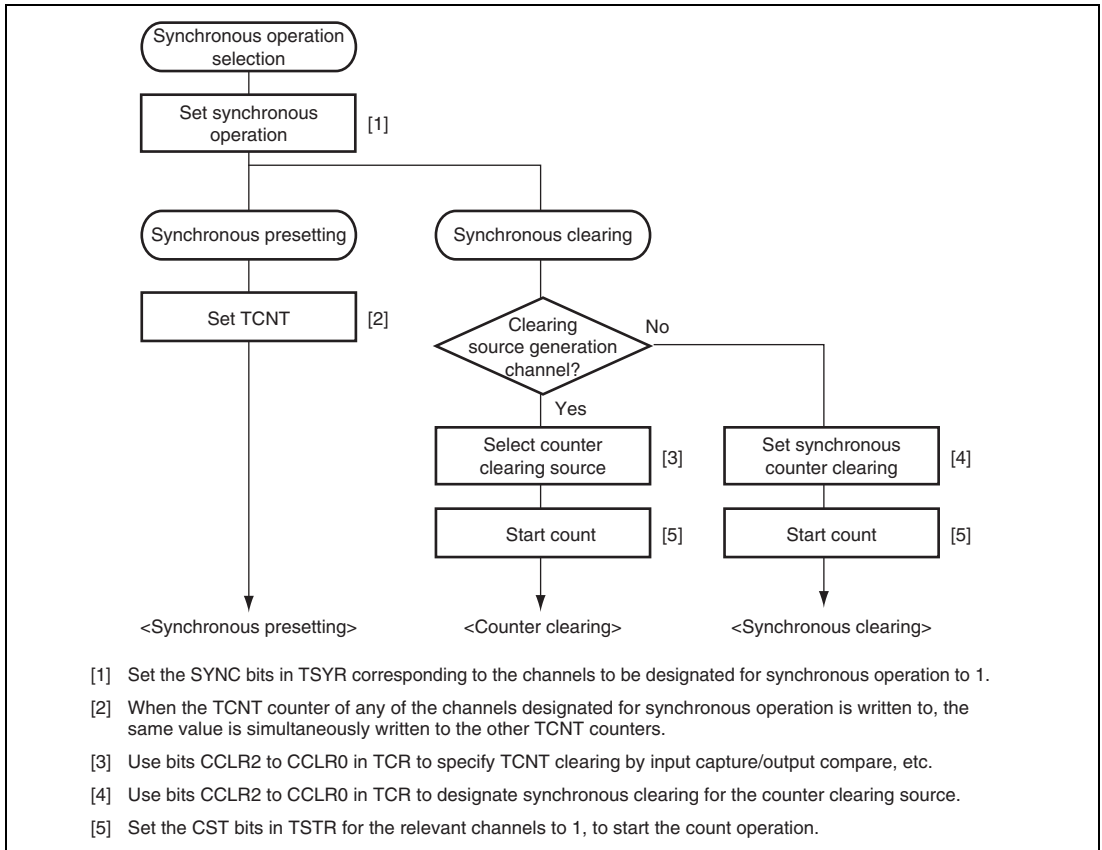 Synchronous operation
selection
Set synchronous
operation
[1]
Synchronous presetting
Synchronous clearing
Set TCNT
[2]
Clearing
source generation
channel?
No
Yes
Select counter
clearing source
[3]
Set synchronous
counter clearing
[4]
Start count
[5]
Start count
[5]
<Synchronous presetting>
<Counter clearing>
<Synchronous clearing>
[1] Set the SYNC bits in TSYR corresponding to the channels to be designated for synchronous operation to 1.
[2] When the TCNT counter of any of the channels designated for synchronous operation is written to, the
same value is simultaneously written to the other TCNT counters.
[3] Use bits CCLR2 to CCLR0 in TCR to specify TCNT clearing by input capture/output compare, etc.
[4] Use bits CCLR2 to CCLR0 in TCR to designate synchronous clearing for the counter clearing source.
[5] Set the CST bits in TSTR for the relevant channels to 1, to start the count operation.